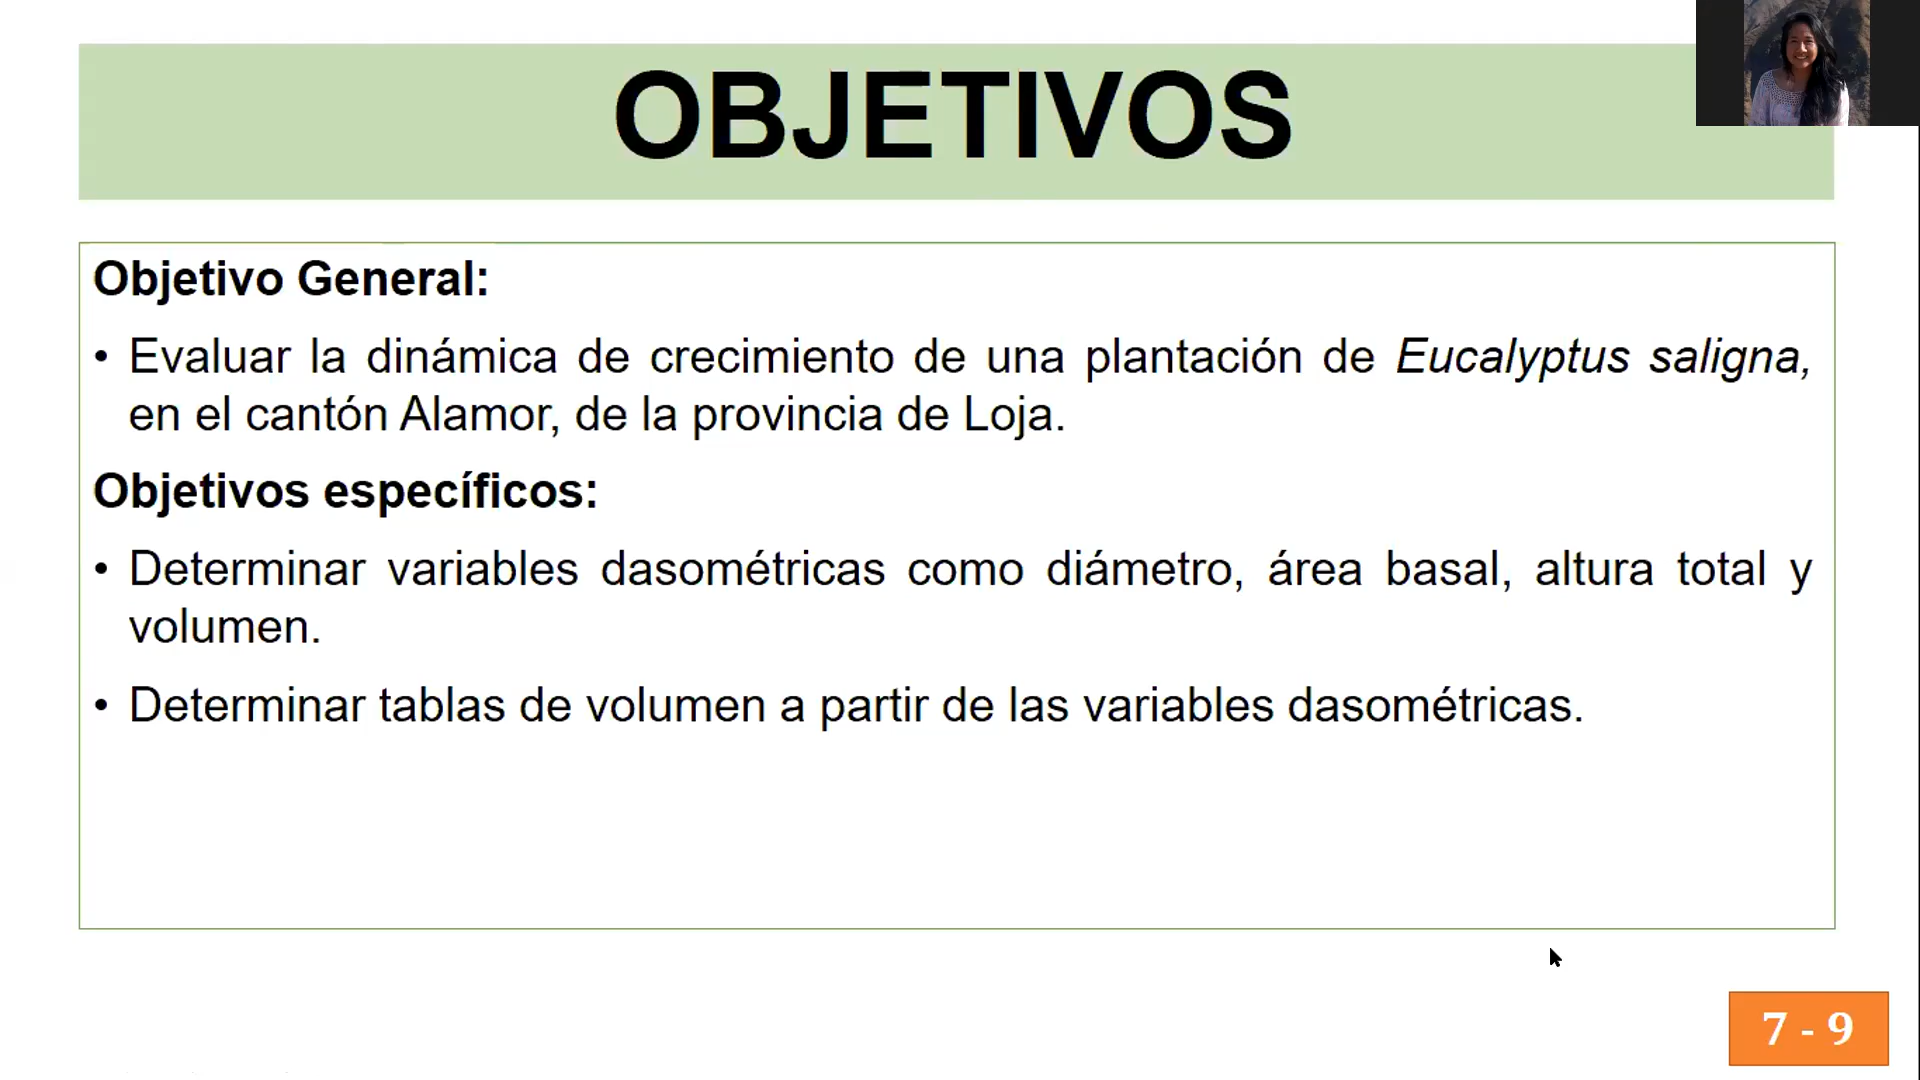 OBJETIVOS
Objetivo General:
• Evaluar la dinámica de crecimiento de una plantación de Eucalyptus saligna,
en el cantón Alamor, de la provincia de Loja.
Objetivos específicos:
• Determinar variables dasométricas como diámetro, área basal, altura total y
volumen.
• Determinar tablas de volumen a partir de las variables dasométricas.
7 - 9